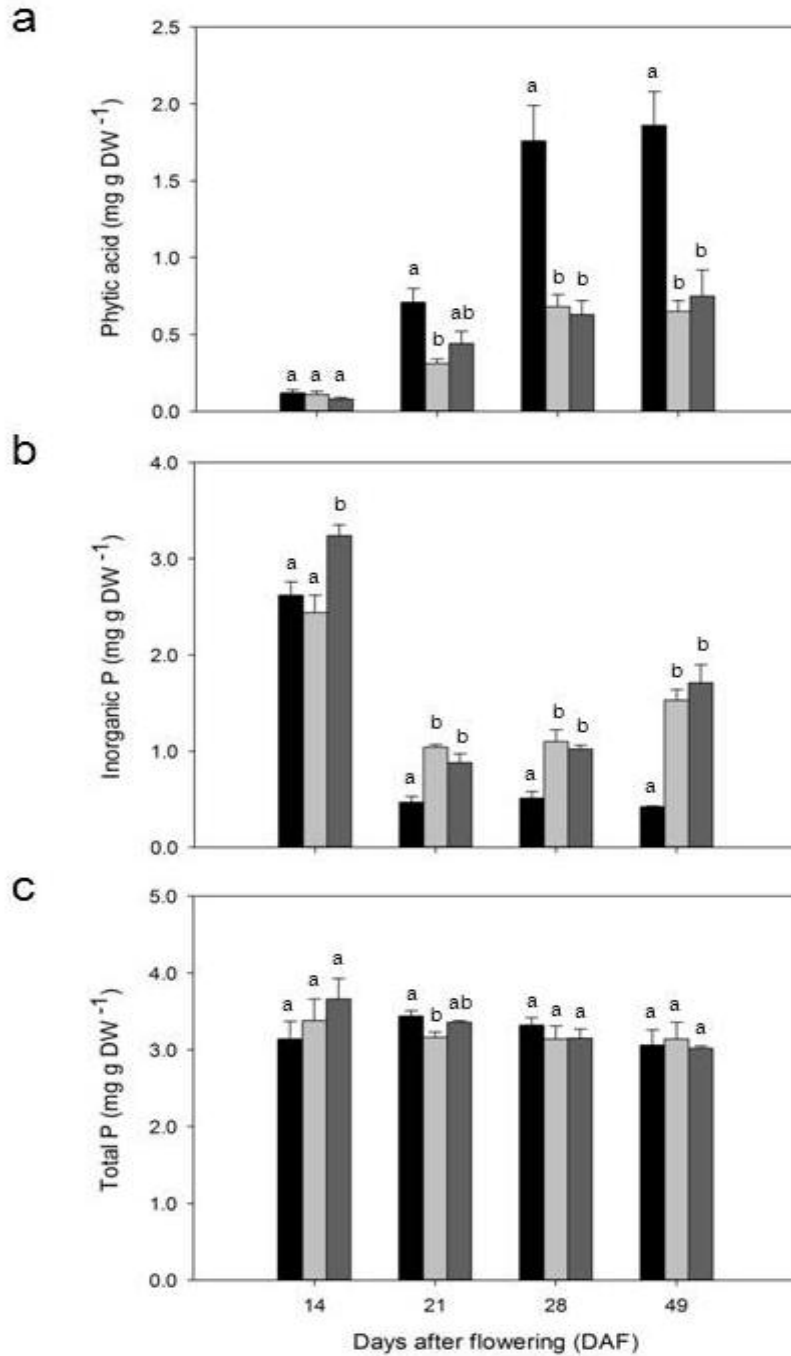 a
2.5
2.0
1.5
1.0
0.5
0.0
Phytic acid (mg g DW -1)
a a a
a b ab
a b b
a b b
b
4.0
3.0
2.0
1.0
0.0
Inorganic P (mg g DW -1)
a a b
a b b
a b b
a b b
c
5.0
4.0
3.0
2.0
1.0
0.0
Total P (mg g DW -1)
a a a
a b ab
a a a
a a a
14 21 28 49
Days after flowering (DAF)